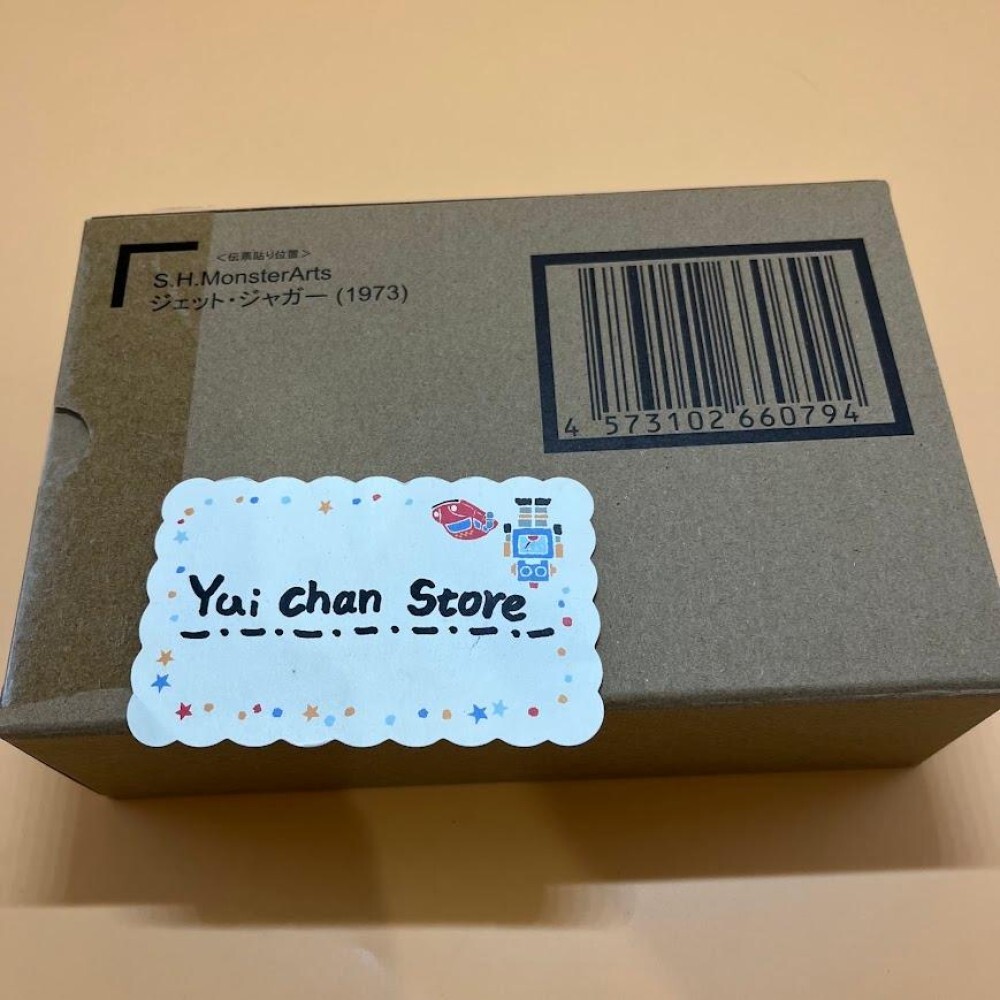 <伝票貼り位置>
S.H.MonsterArts
ジェット・ジャガー (1973)
4 573102 660794
Yui chan Store